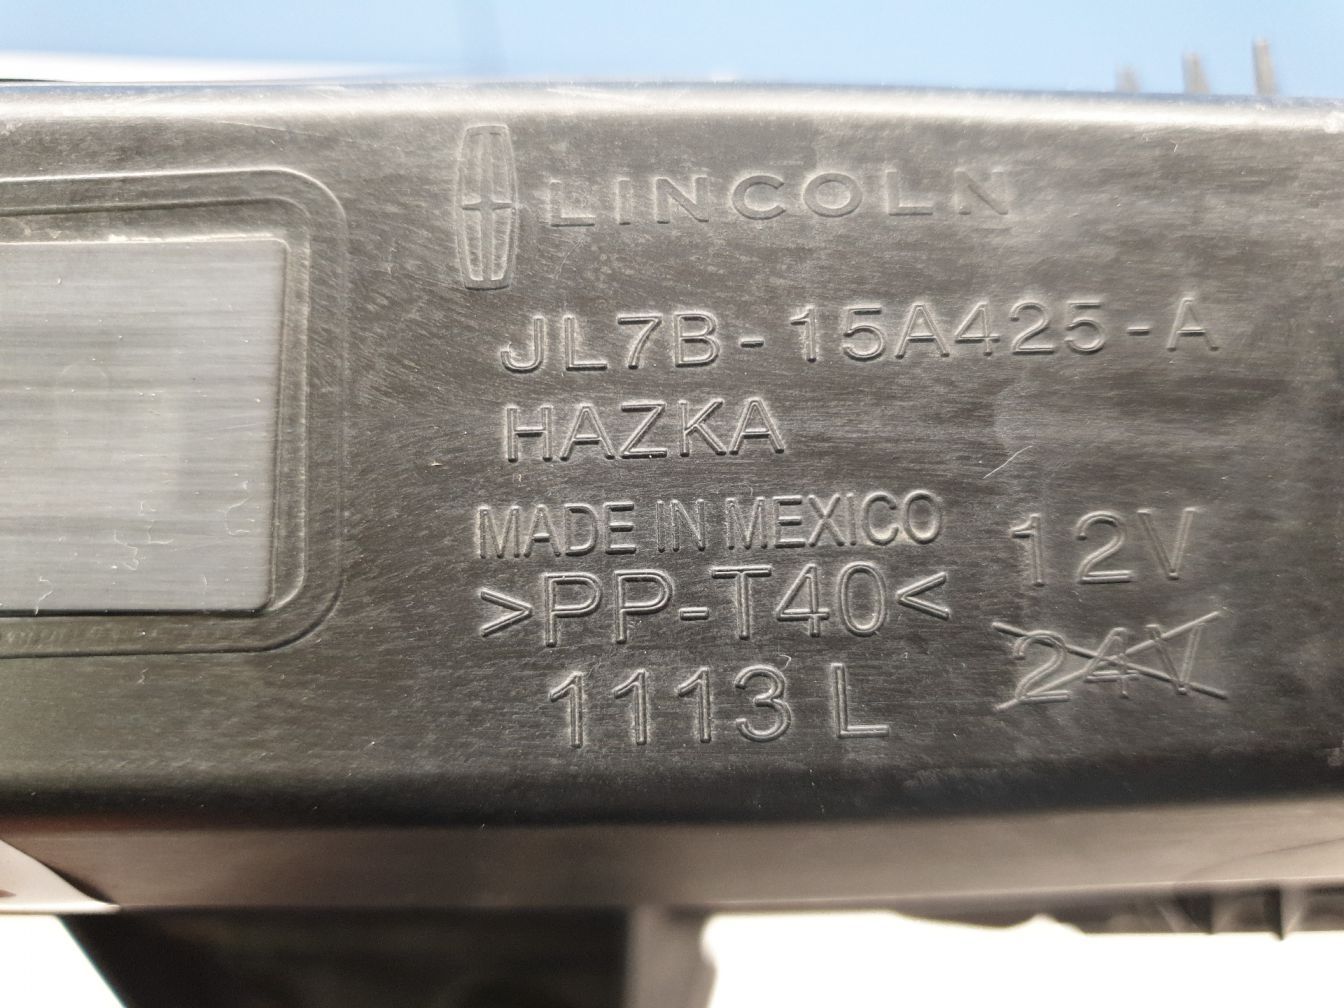 LINCOLN
JL7B-15A425-A
HAZKA
MADE IN MEXICO
12V
>PP-T40<
24V
1113 L